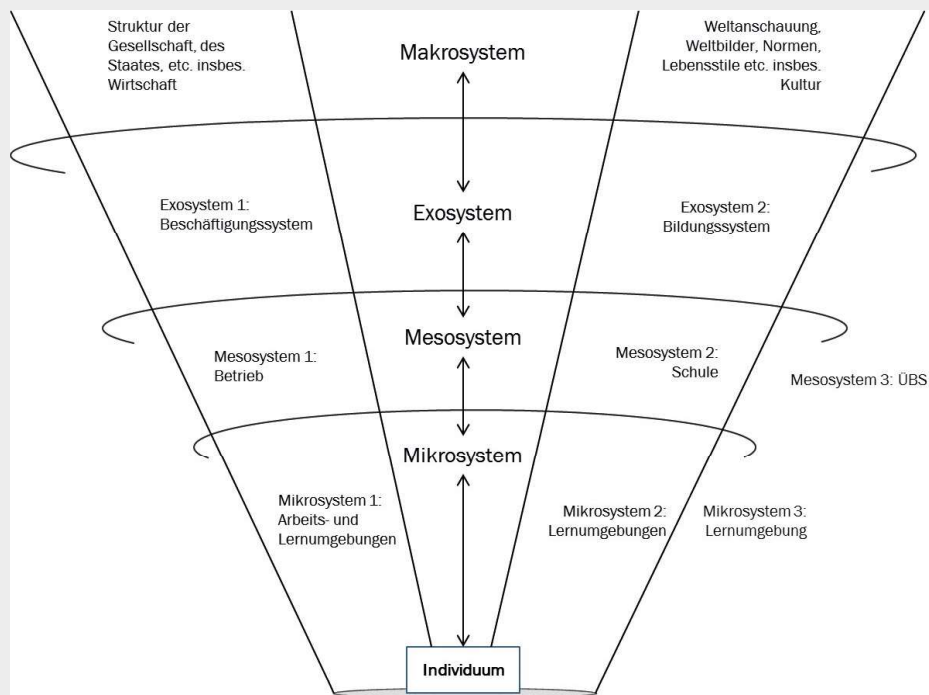 Struktur der
Gesellschaft, des
Staates, etc. insbes.
Wirtschaft
Makrosystem
Weltanschauung,
Weltbilder, Normen,
Lebensstile etc. insbes.
Kultur
Exosystem 1:
Beschäftigungssystem
Exosystem
Exosystem 2:
Bildungssystem
Mesosystem 1:
Betrieb
Mesosystem
Mesosystem 2:
Schule
Mesosystem 3: ÜBS
Mikrosystem
Mikrosystem 1:
Arbeits- und
Lernumgebungen
Mikrosystem 2:
Lernumgebungen
Mikrosystem 3:
Lernumgebung
Individuum